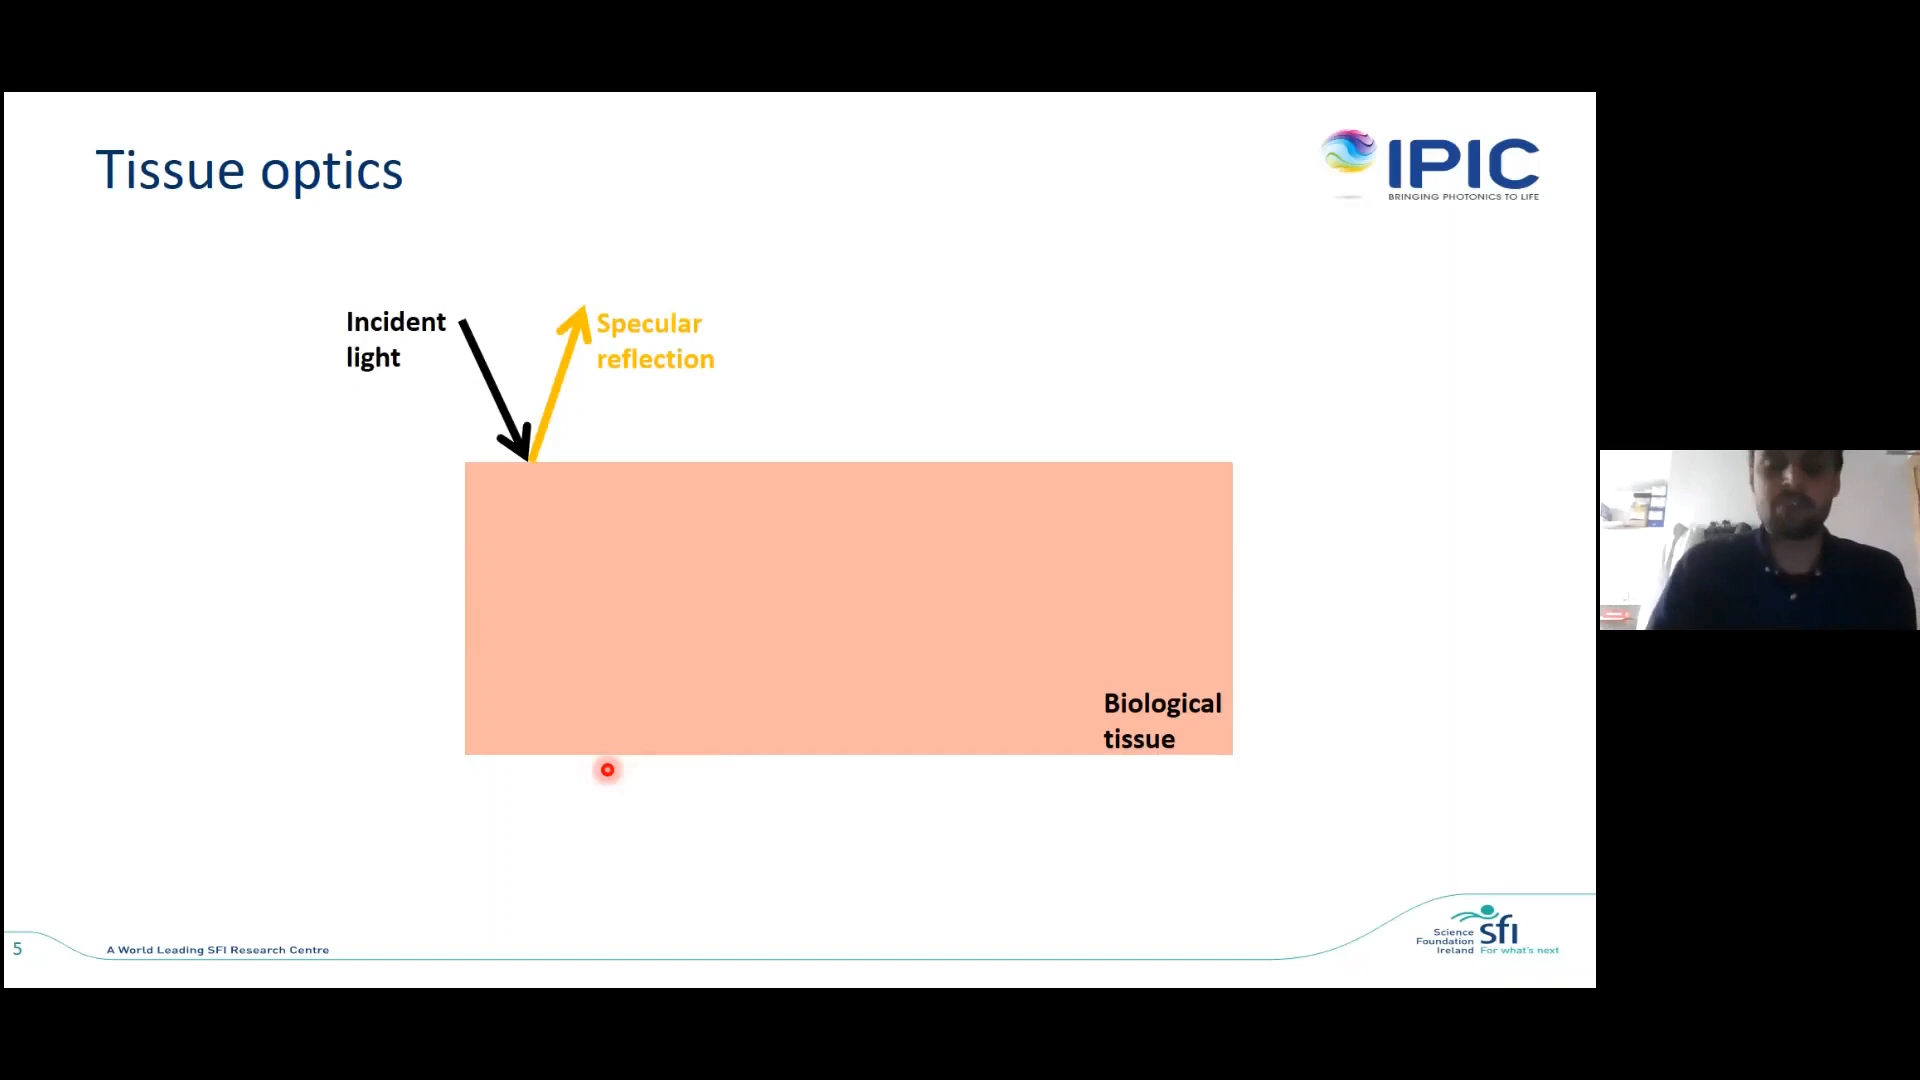 Tissue optics
IPIC
BRINGING PHOTONICS TO LIFE
Incident
light
Specular
reflection
Biological
tissue
5
A World Leading SFI Research Centre
Science
Foundation
Ireland
sfi
For what's next